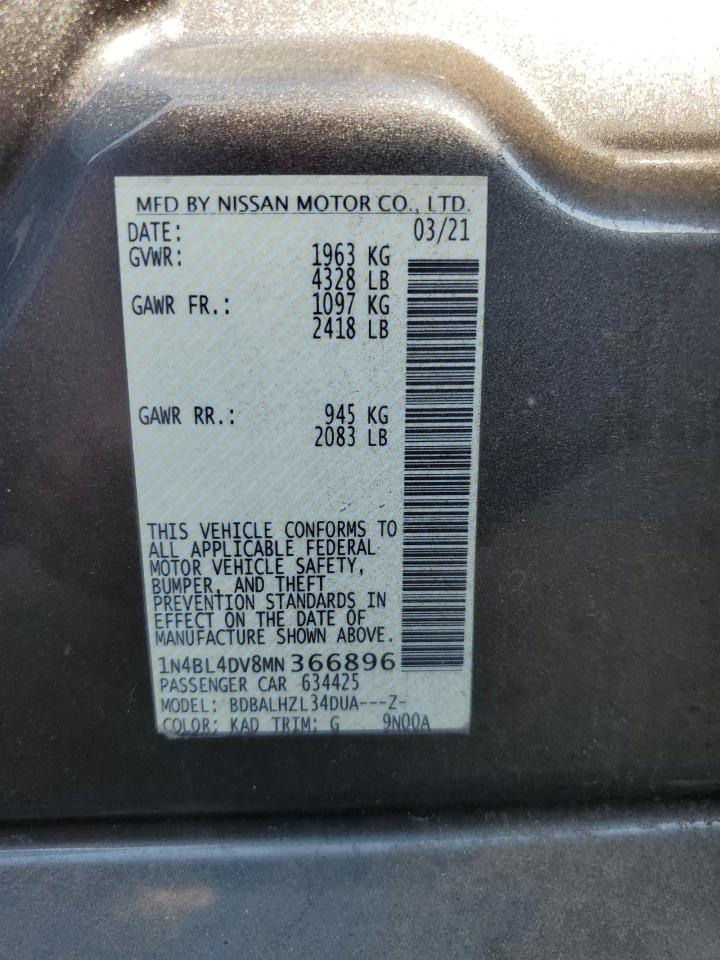 MFD BY NISSAN MOTOR CO., LTD.
DATE: 03/21
GVWR: 1963 KG
4328 LB
GAWR FR.: 1097 KG
2418 LB
GAWR RR.: 945 KG
2083 LB
THIS VEHICLE CONFORMS TO
ALL APPLICABLE FEDERAL
MOTOR VEHICLE SAFETY,
BUMPER, AND THEFT
PREVENTION STANDARDS IN
EFFECT ON THE DATE OF
MANUFACTURE SHOWN ABOVE.
1N4BL4DV8MN366896
PASSENGER CAR 634425
MODEL: BDBALHZL34DUA---Z-
COLOR: KAD TRIM: G 9N00A